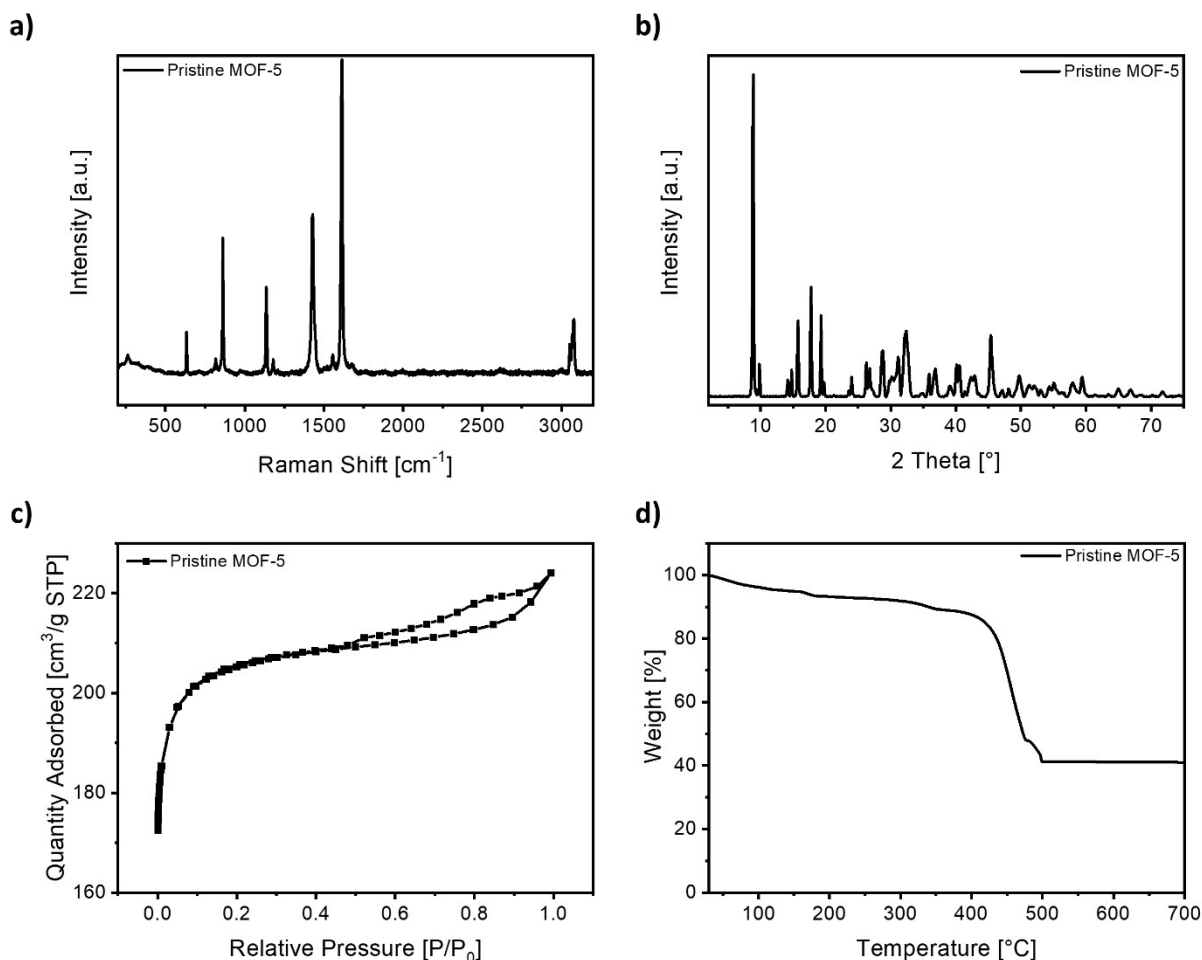 a)
Pristine MOF-5
Intensity [a.u.]
500 1000 1500 2000 2500 3000
Raman Shift [cm⁻¹]
b)
Pristine MOF-5
Intensity [a.u.]
10 20 30 40 50 60 70
2 Theta [°]
c)
Pristine MOF-5
Quantity Adsorbed [cm³/g STP]
220
200
180
160
0.0 0.2 0.4 0.6 0.8 1.0
Relative Pressure [P/P₀]
d)
Pristine MOF-5
Weight [%]
100
80
60
40
20
0
100 200 300 400 500 600 700
Temperature [°C]